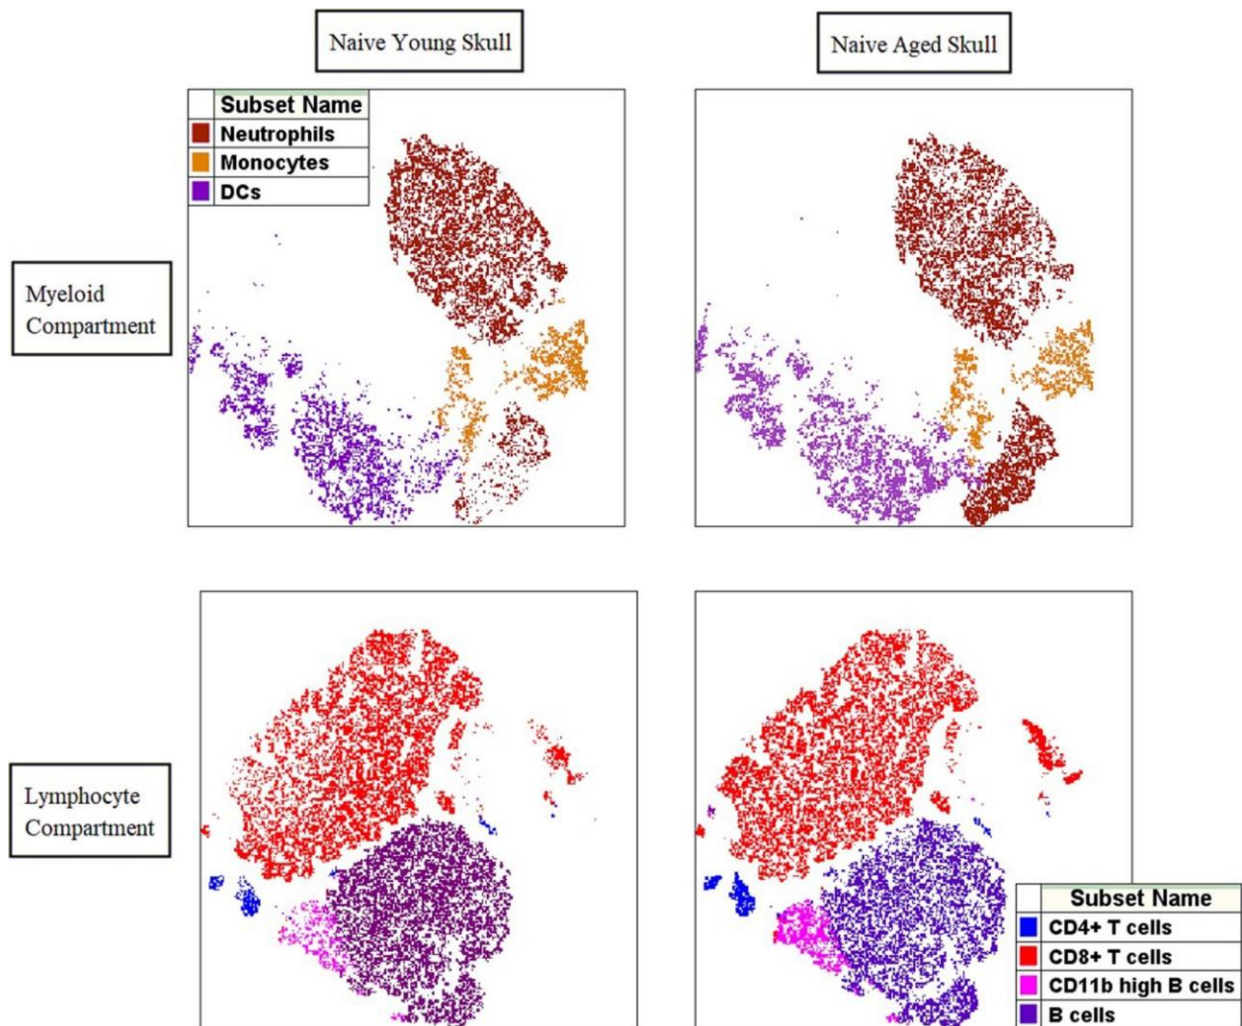 Naive Young Skull
Naive Aged Skull
Subset Name
Neutrophils
Monocytes
DCs
Myeloid
Compartment
Lymphocyte
Compartment
Subset Name
CD4+ T cells
CD8+ T cells
CD11b high B cells
B cells